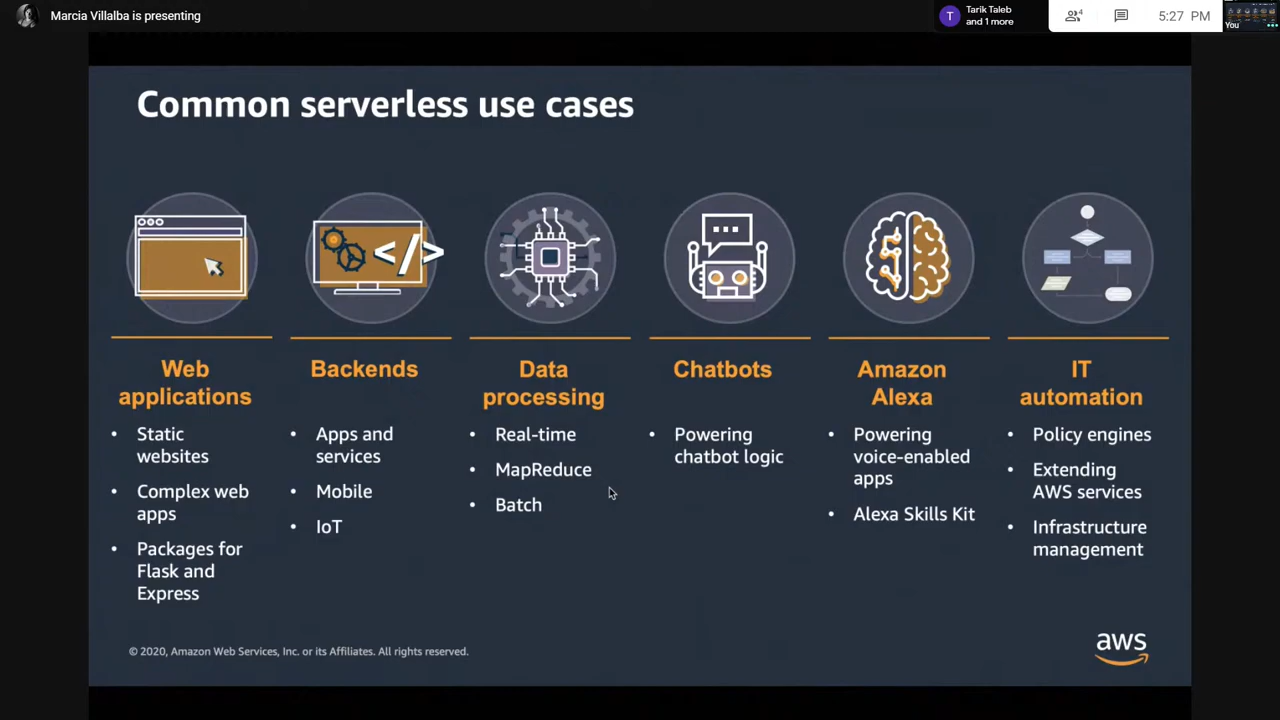 Marcia Villalba is presenting
T
Tarik Taleb
and 1 more
4
5:27 PM
You
Common serverless use cases
</>
Web
applications
• Static
websites
• Complex web
apps
• Packages for
Flask and
Express
Backends
• Apps and
services
• Mobile
• IoT
Data
processing
• Real-time
• MapReduce
• Batch
Chatbots
• Powering
chatbot logic
Amazon
Alexa
• Powering
voice-enabled
apps
• Alexa Skills Kit
IT
automation
• Policy engines
• Extending
AWS services
• Infrastructure
management
© 2020, Amazon Web Services, Inc. or its Affiliates. All rights reserved.
aws